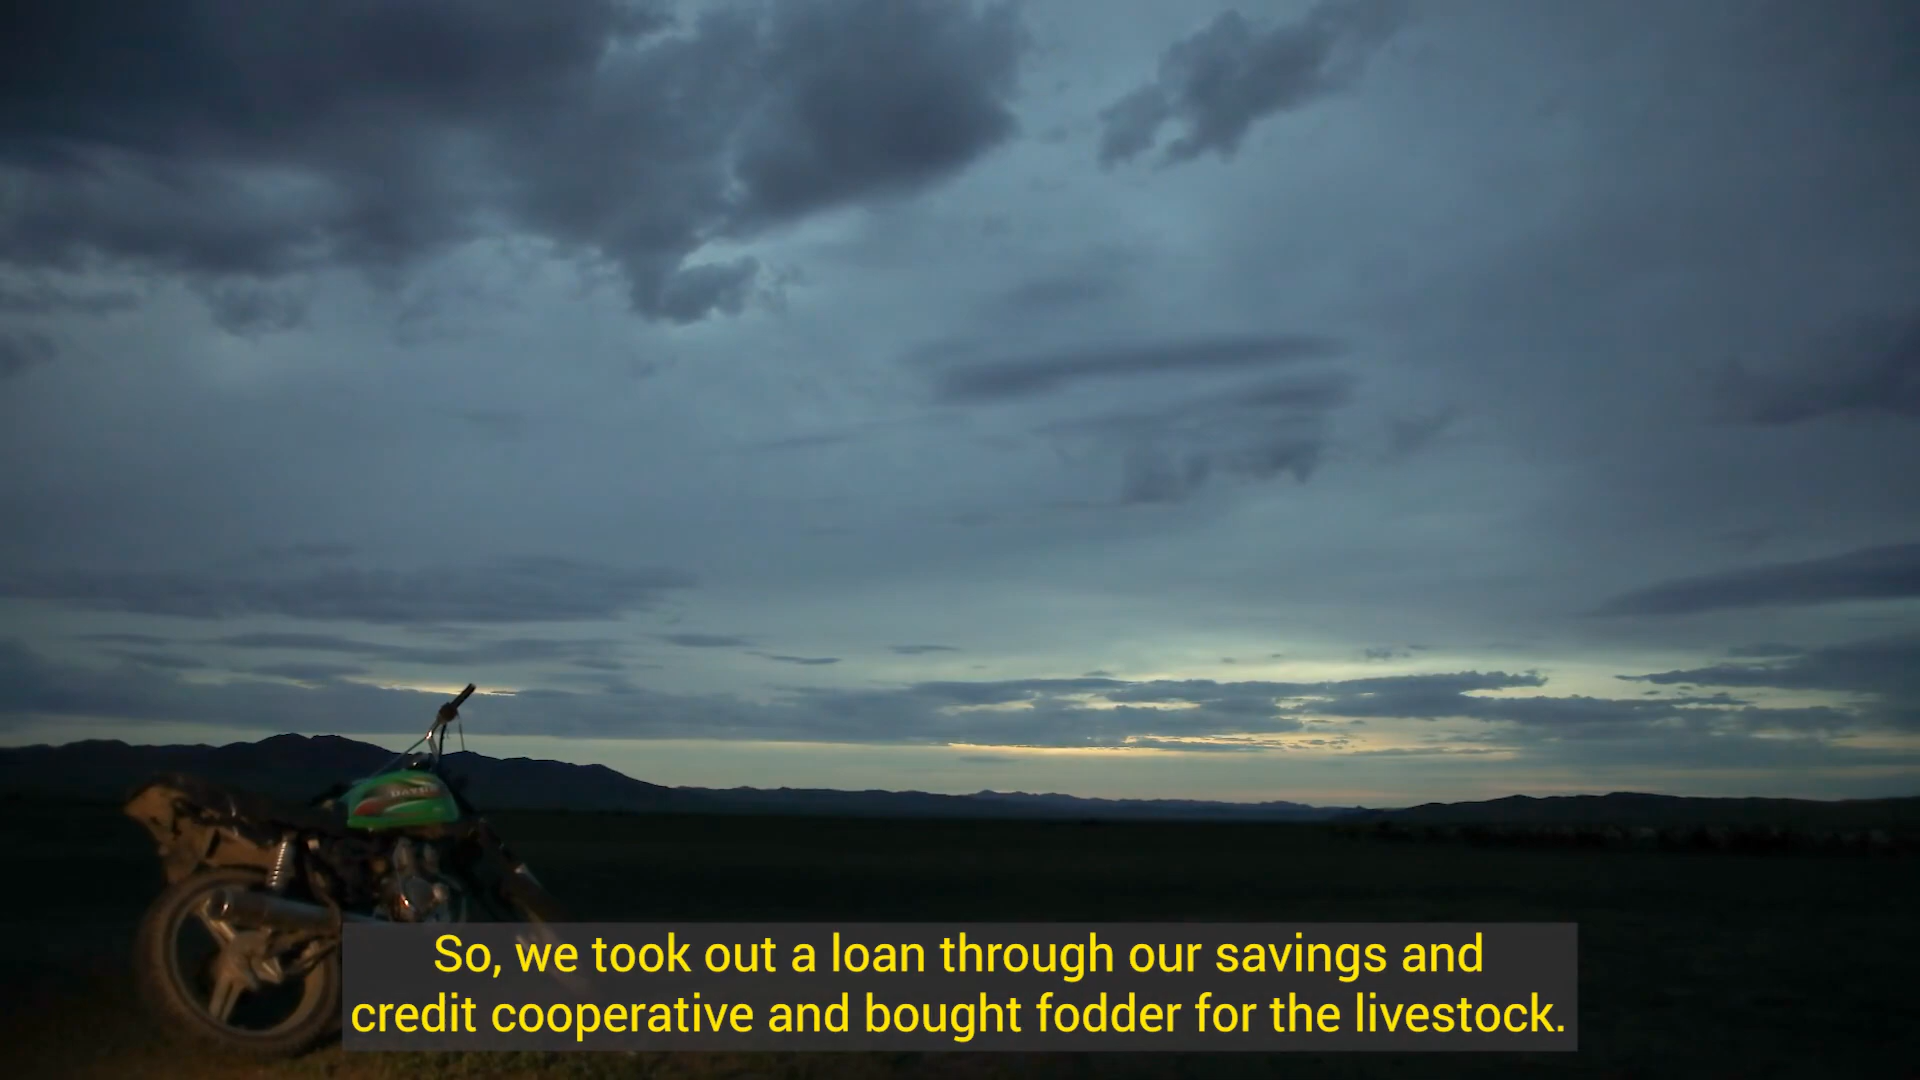 So, we took out a loan through our savings and
credit cooperative and bought fodder for the livestock.